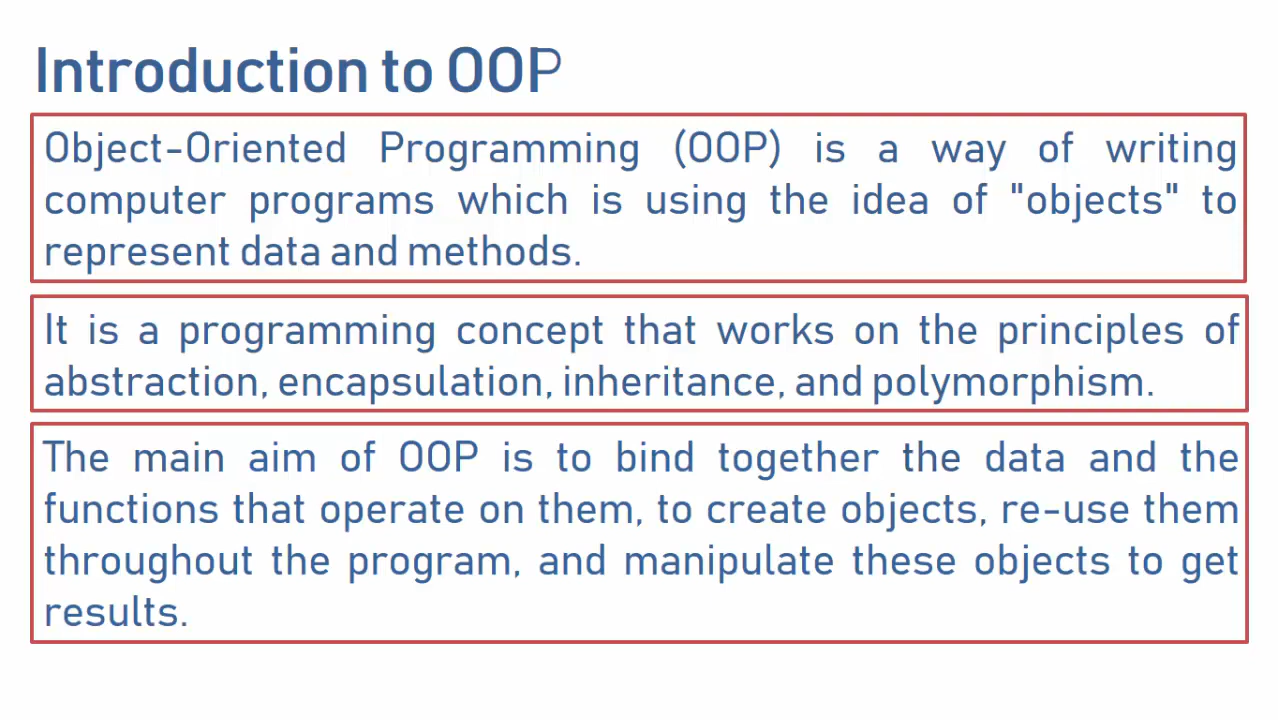 Introduction to OOP
Object-Oriented Programming (OOP) is a way of writing
computer programs which is using the idea of "objects" to
represent data and methods.
It is a programming concept that works on the principles of
abstraction, encapsulation, inheritance, and polymorphism.
The main aim of OOP is to bind together the data and the
functions that operate on them, to create objects, re-use them
throughout the program, and manipulate these objects to get
results.